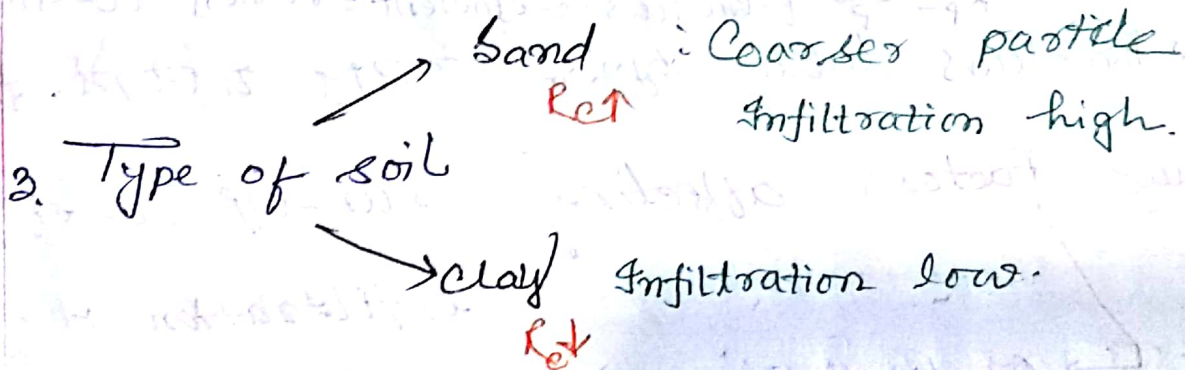 Sand : Coarser particle
Re↑ Infiltration high.
3. Type of soil
clay Infiltration low.
Re↓